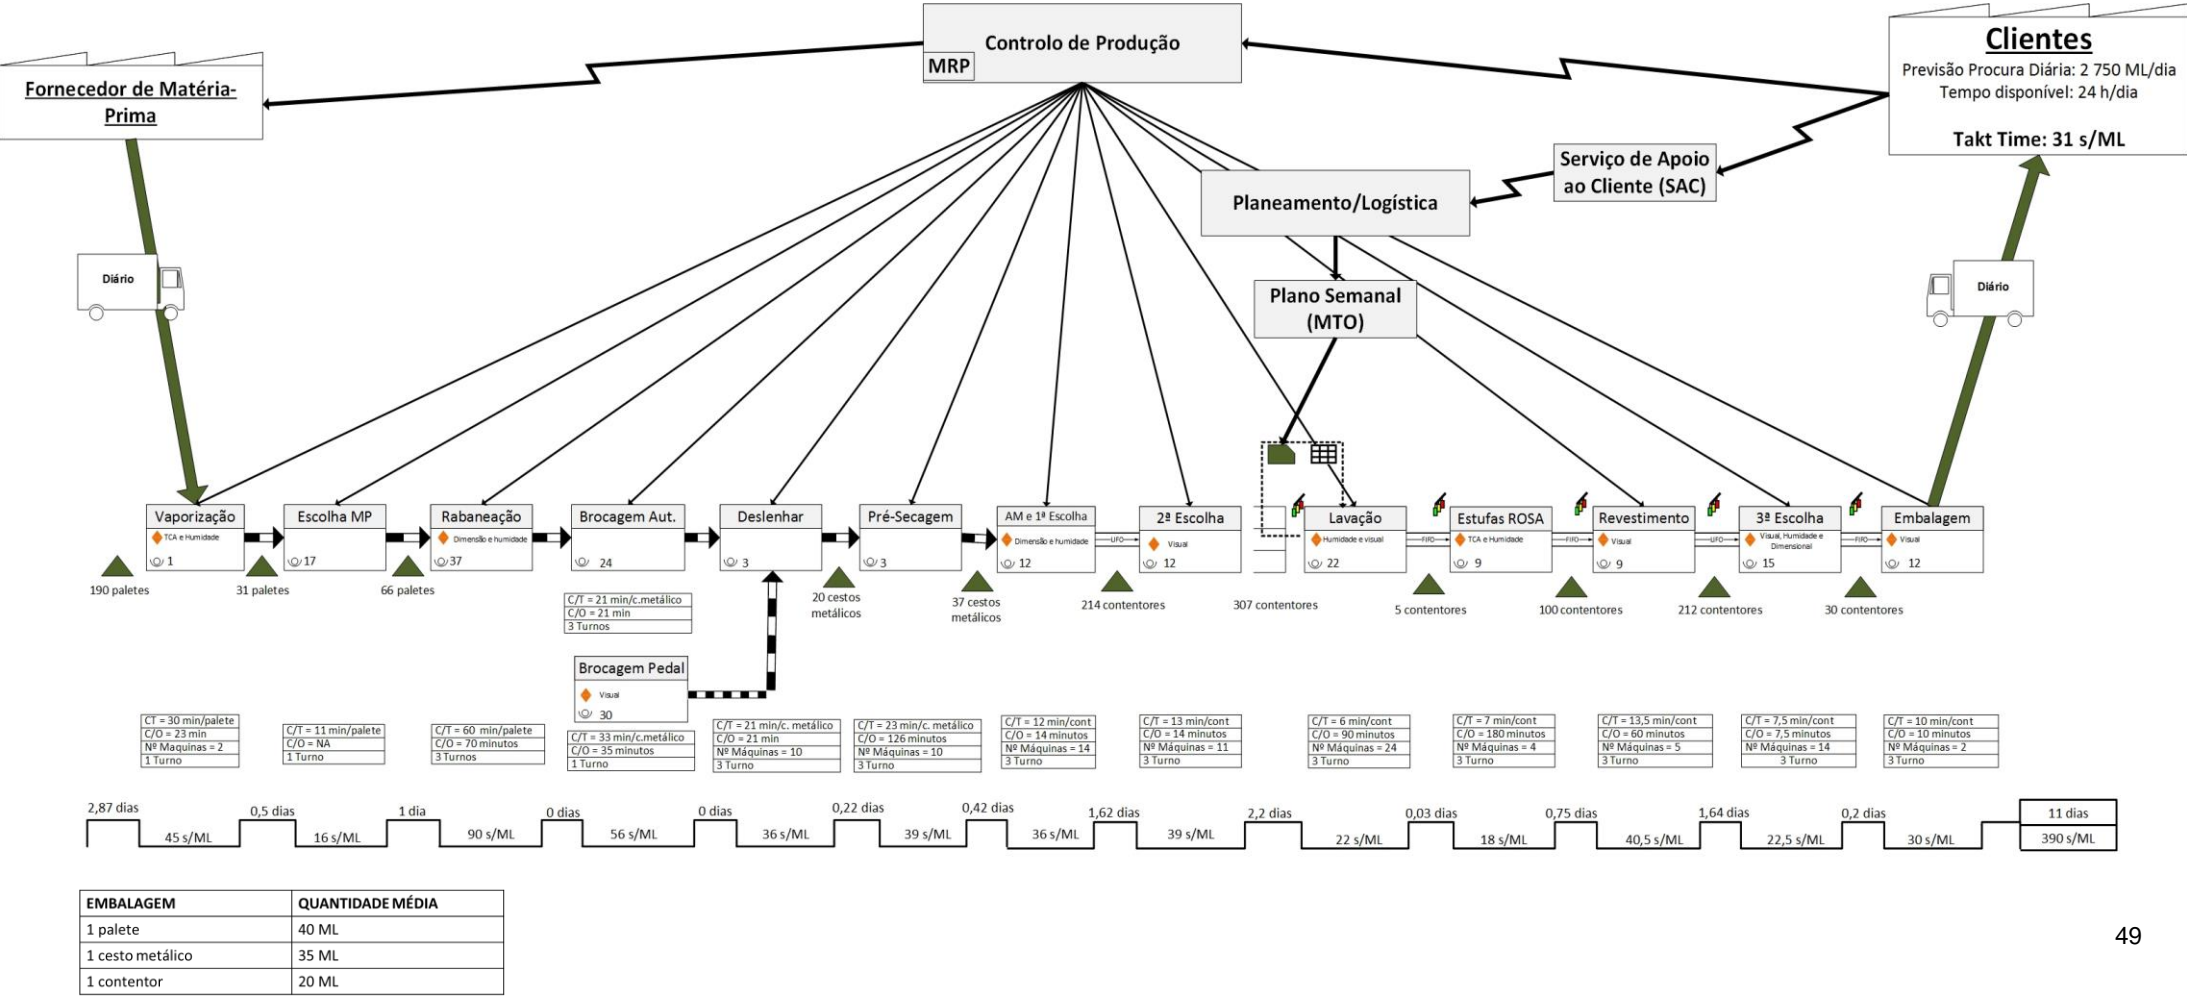 Controlo de Produção
MRP
Clientes
Previsão Procura Diária: 2 750 ML/dia
Tempo disponível: 24 h/dia
Takt Time: 31 s/ML
Fornecedor de Matéria-
Prima
Serviço de Apoio
ao Cliente (SAC)
Planeamento/Logística
Diário
Diário
Plano Semanal
(MTO)
Vaporização
TCA e Humidade
1
Escolha MP
17
Rabaneação
Dimensão e humidade
37
Brocagem Aut.
24
Deslenhar
3
Pré-Secagem
3
AM e 1ª Escolha
Dimensão e humidade
12
UFO
2ª Escolha
Visual
12
Lavação
Humidade e visual
22
FIFO
Estufas ROSA
TCA e Humidade
9
FIFO
Revestimento
Visual
9
UFO
3ª Escolha
Visual, Humidade e
Dimensional
15
FIFO
Embalagem
Visual
12
190 paletes
31 paletes
66 paletes
20 cestos
metálicos
37 cestos
metálicos
214 contentores
307 contentores
5 contentores
100 contentores
212 contentores
30 contentores
C/T = 21 min/c.metálico
C/O = 21 min
3 Turnos
Brocagem Pedal
Visual
30
CT = 30 min/palete
C/O = 23 min
Nº Maquinas = 2
1 Turno
C/T = 11 min/palete
C/O = NA
1 Turno
C/T = 60 min/palete
C/O = 70 minutos
3 Turnos
C/T = 33 min/c.metálico
C/O = 35 minutos
1 Turno
C/T = 21 min/c. metálico
C/O = 21 min
Nº Máquinas = 10
3 Turno
C/T = 23 min/c. metálico
C/O = 126 minutos
Nº Máquinas = 10
3 Turno
C/T = 12 min/cont
C/O = 14 minutos
Nº Máquinas = 14
3 Turno
C/T = 13 min/cont
C/O = 14 minutos
Nº Máquinas = 11
3 Turno
C/T = 6 min/cont
C/O = 90 minutos
Nº Máquinas = 24
3 Turno
C/T = 7 min/cont
C/O = 180 minutos
Nº Máquinas = 4
3 Turno
C/T = 13,5 min/cont
C/O = 60 minutos
Nº Máquinas = 5
3 Turno
C/T = 7,5 min/cont
C/O = 7,5 minutos
Nº Máquinas = 14
3 Turno
C/T = 10 min/cont
C/O = 10 minutos
Nº Máquinas = 2
3 Turno
2,87 dias
0,5 dias
1 dia
0 dias
0 dias
0,22 dias
0,42 dias
1,62 dias
2,2 dias
0,03 dias
0,75 dias
1,64 dias
0,2 dias
11 dias
45 s/ML
16 s/ML
90 s/ML
56 s/ML
36 s/ML
39 s/ML
36 s/ML
39 s/ML
22 s/ML
18 s/ML
40,5 s/ML
22,5 s/ML
30 s/ML
390 s/ML
EMBALAGEM QUANTIDADE MÉDIA
1 palete 40 ML
1 cesto metálico 35 ML
1 contentor 20 ML
49